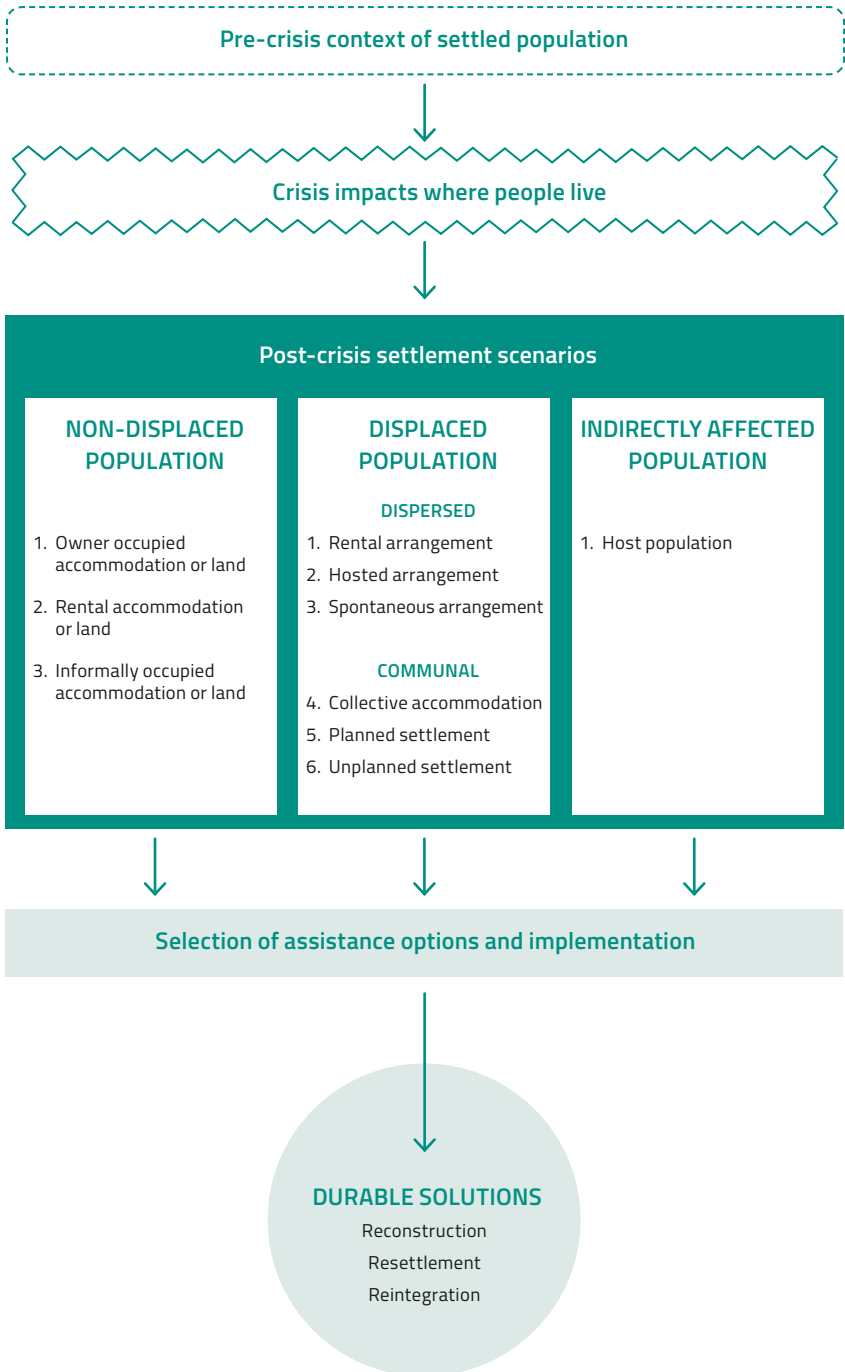 Pre-crisis context of settled population
Crisis impacts where people live
Post-crisis settlement scenarios
NON-DISPLACED
POPULATION
1. Owner occupied
accommodation or land
2. Rental accommodation
or land
3. Informally occupied
accommodation or land
DISPLACED
POPULATION
DISPERSED
1. Rental arrangement
2. Hosted arrangement
3. Spontaneous arrangement
COMMUNAL
4. Collective accommodation
5. Planned settlement
6. Unplanned settlement
INDIRECTLY AFFECTED
POPULATION
1. Host population
Selection of assistance options and implementation
DURABLE SOLUTIONS
Reconstruction
Resettlement
Reintegration